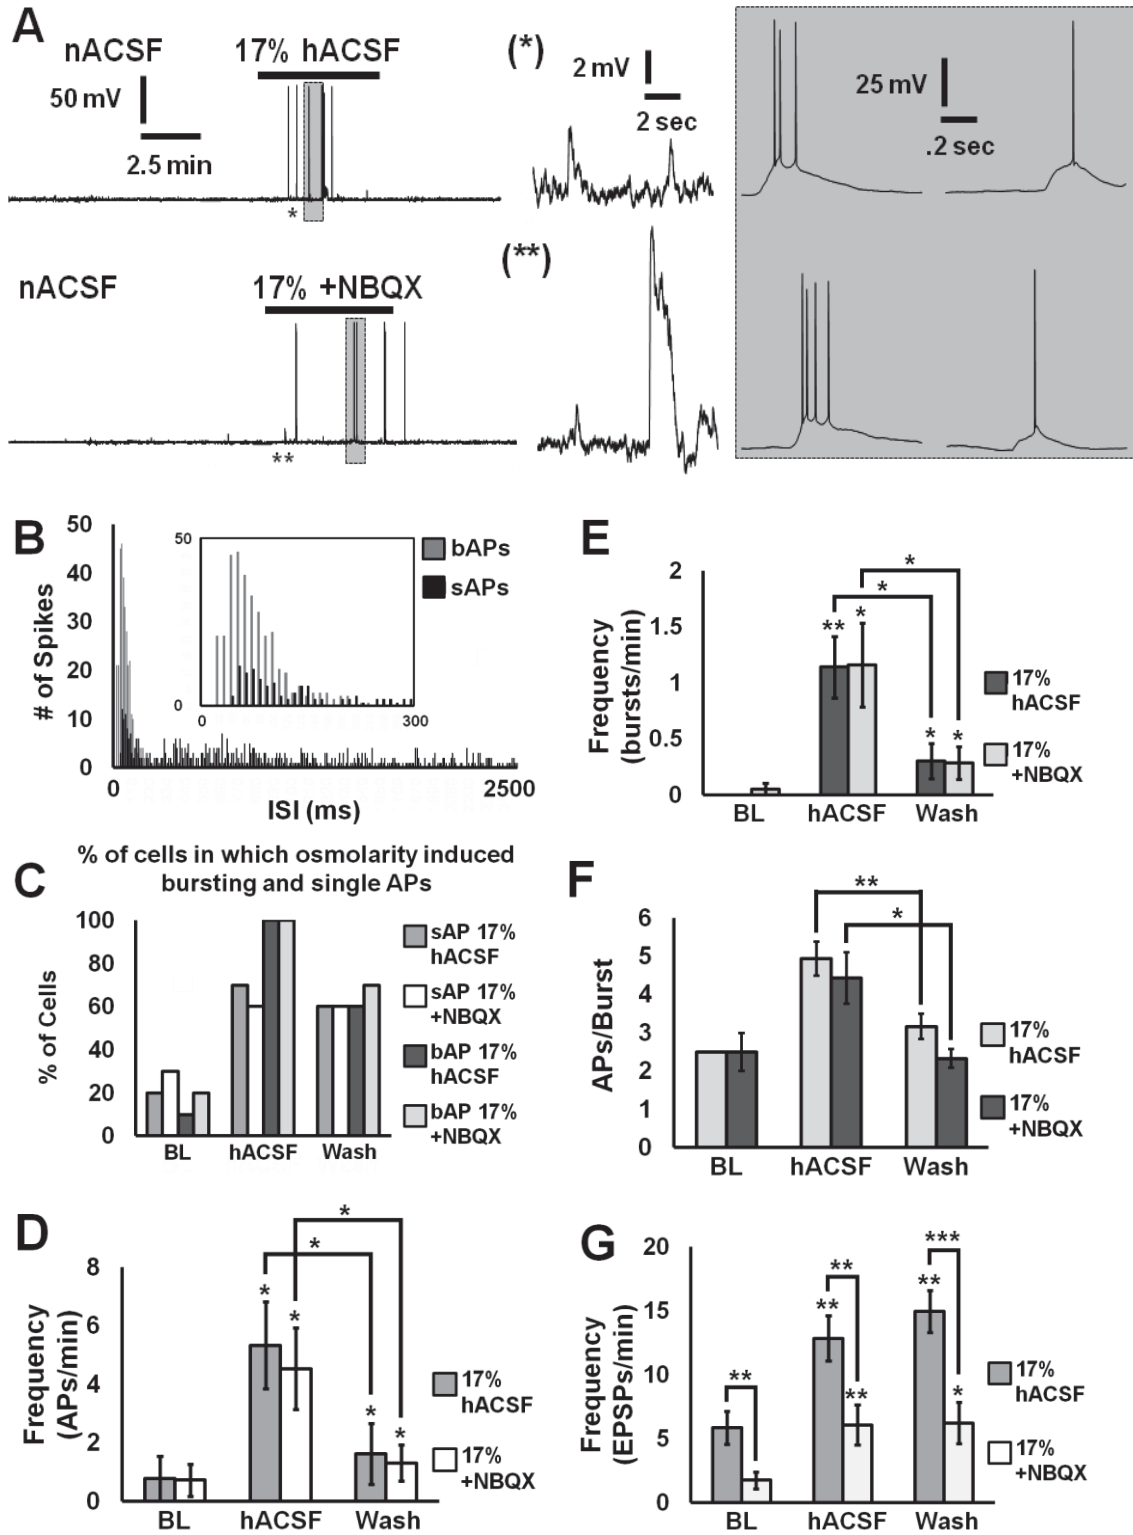 A
nACSF
17% hACSF
50 mV
2.5 min
*
(*)
2 mV
2 sec
25 mV
.2 sec
nACSF
17% +NBQX
**
(**)
B
# of Spikes
50
40
30
20
10
0
0
2500
ISI (ms)
50
0
0
300
bAPs
sAPs
C
% of cells in which osmolarity induced
bursting and single APs
% of Cells
100
80
60
40
20
0
BL
hACSF
Wash
sAP 17%
hACSF
sAP 17%
+NBQX
bAP 17%
hACSF
bAP 17%
+NBQX
D
Frequency
(APs/min)
8
6
4
2
0
*
*
*
*
*
*
BL
hACSF
Wash
17%
hACSF
17%
+NBQX
E
Frequency
(bursts/min)
2
1.5
1
0.5
0
*
*
**
*
*
*
BL
hACSF
Wash
17%
hACSF
17%
+NBQX
F
APs/Burst
6
5
4
3
2
1
0
**
*
BL
hACSF
Wash
17%
hACSF
17%
+NBQX
G
Frequency
(EPSPs/min)
20
15
10
5
0
**
**
**
**
***
**
*
BL
hACSF
Wash
17%
hACSF
17%
+NBQX